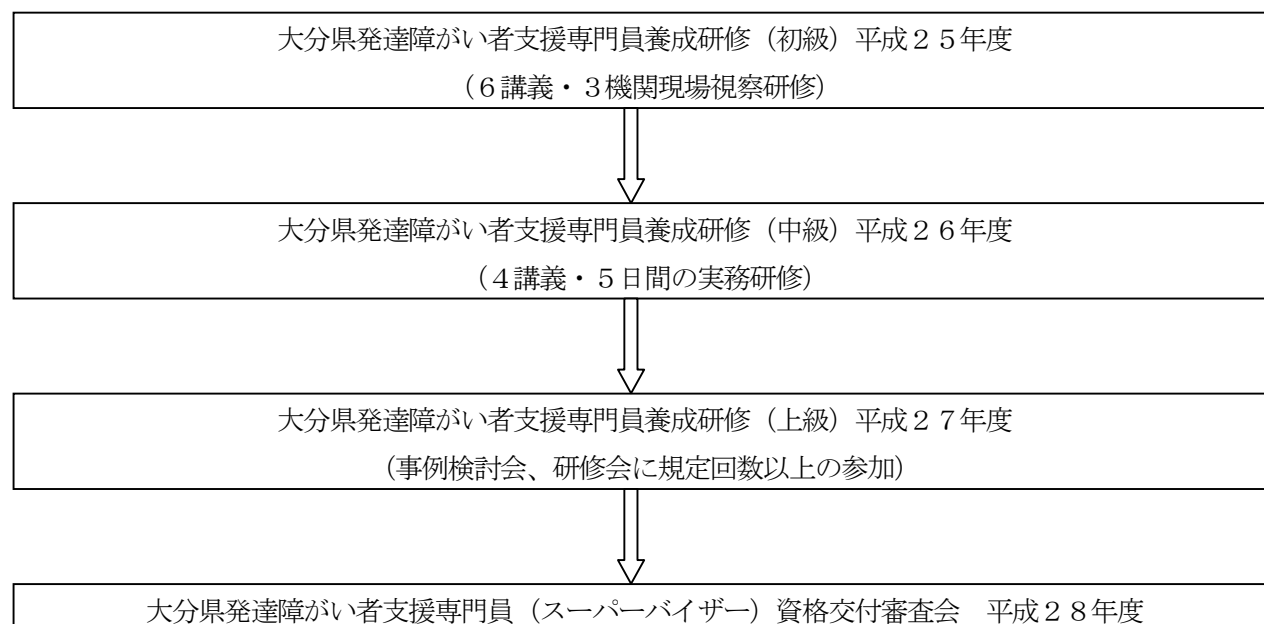 大分県発達障がい者支援専門員養成研修（初級）平成２５年度
（６講義・３機関現場視察研修）
大分県発達障がい者支援専門員養成研修（中級）平成２６年度
（４講義・５日間の実務研修）
大分県発達障がい者支援専門員養成研修（上級）平成２７年度
（事例検討会、研修会に規定回数以上の参加）
大分県発達障がい者支援専門員（スーパーバイザー）資格交付審査会　平成２８年度